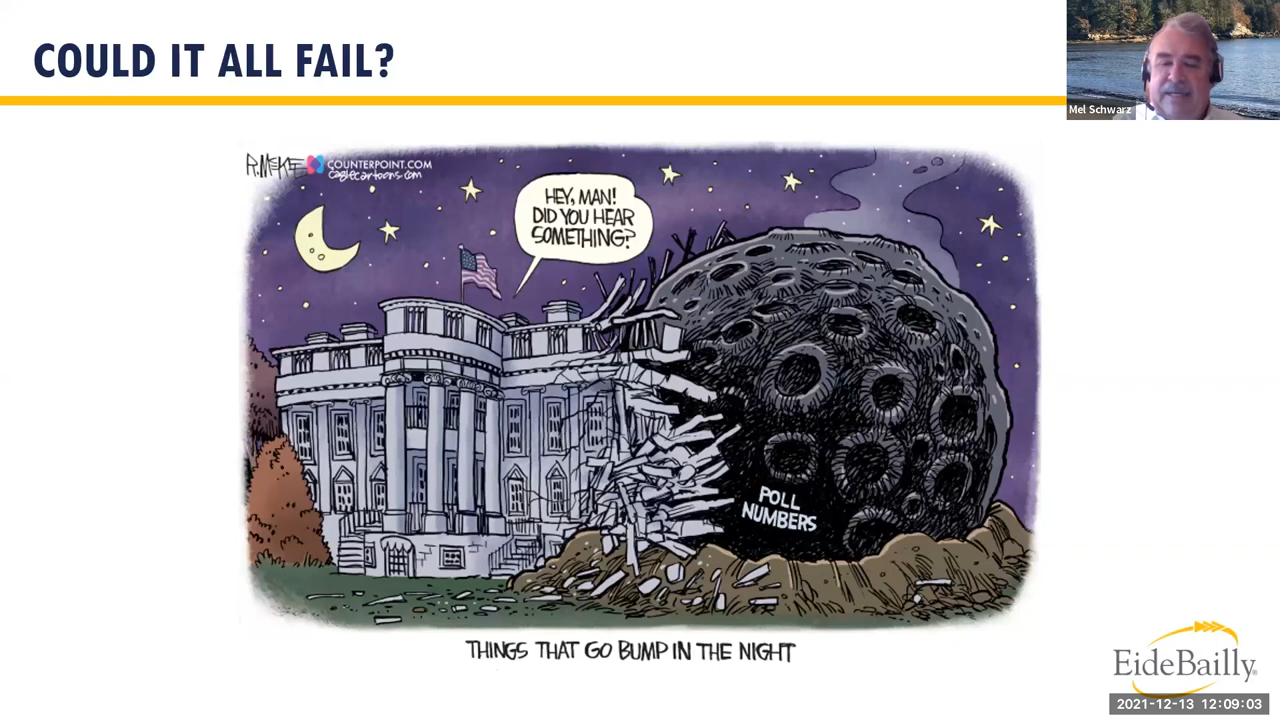 COULD IT ALL FAIL?
Mel Schwarz
R.McKEE
COUNTERPOINT.COM
caglecartoons.com
HEY, MAN!
DID YOU HEAR
SOMETHING?
POLL
NUMBERS
THINGS THAT GO BUMP IN THE NIGHT
EideBailly®
2021-12-13 12:09:03